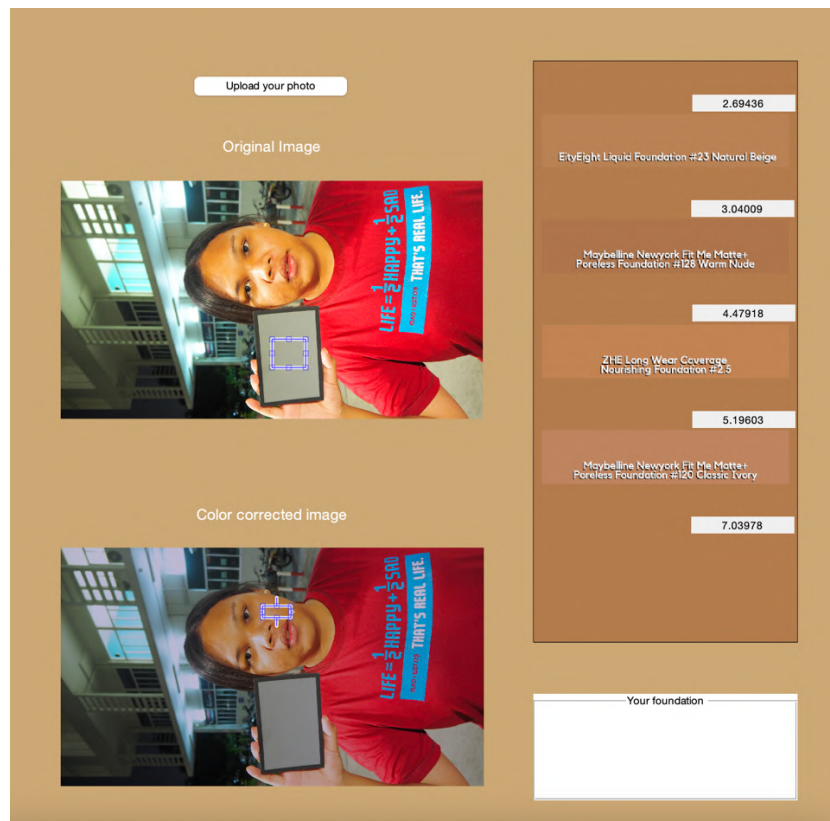 Upload your photo
Original Image
LIFE = 1/2 HAPPY + 1/2 SAD
THAT'S REAL LIFE.
Color corrected image
LIFE = 1/2 HAPPY + 1/2 SAD
THAT'S REAL LIFE.
2.69436
EityEight Liquid Foundation #23 Natural Beige
3.04009
Maybelline Newyork Fit Me Matte+
Poreless Foundation #128 Warm Nude
4.47918
ZHE Long Wear Coverage
Nourishing Foundation #2.5
5.19603
Maybelline Newyork Fit Me Matte+
Poreless Foundation #120 Classic Ivory
7.03978
Your foundation